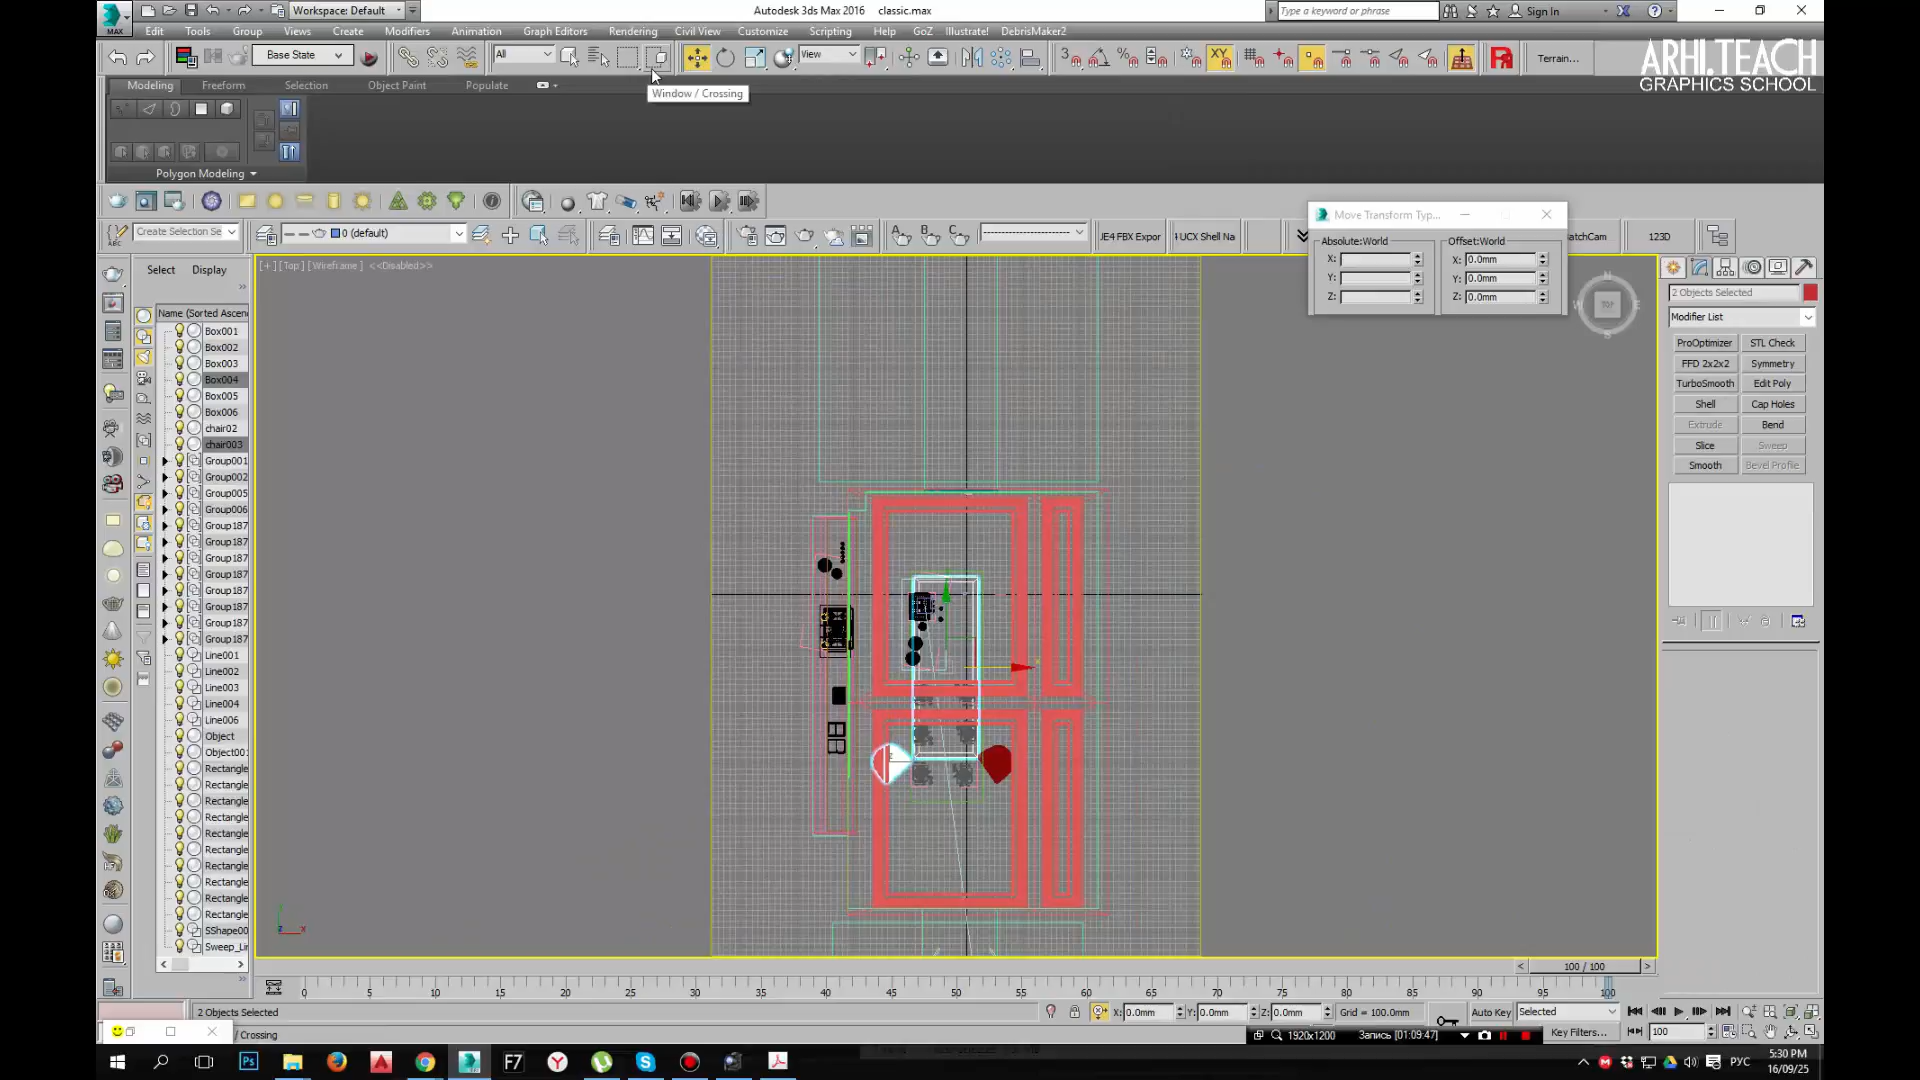 Workspace: Default
Autodesk 3ds Max 2016 classic.max
Type a keyword or phrase
Sign In
MAX
Edit Tools Group Views Create Modifiers Animation Graph Editors Rendering Civil View Customize Scripting Help GoZ Illustrate! DebrisMaker2
Base State
All
View
XY
Terrain...
ARHI.TEACH
GRAPHICS SCHOOL
Modeling Freeform Selection Object Paint Populate
Window / Crossing
Polygon Modeling
Create Selection Se
0 (default)
UCX Shell Na
123D
Move Transform Typ...
Absolute:World
X:
Y:
Z:
Offset:World
X: 0.0mm
Y: 0.0mm
Z: 0.0mm
[+] [Top] [Wireframe] <<Disabled>>
TOP
Select Display
Name (Sorted Ascen
Box001
Box002
Box003
Box004
Box005
Box006
chair02
chair003
Group001
Group002
Group005
Group006
Group187
Group187
Group187
Group187
Group187
Group187
Group187
Group187
Line001
Line002
Line003
Line004
Line006
Object
Object00
Rectangle
Rectangle
Rectangle
Rectangle
Rectangle
Rectangle
Rectangle
Rectangle
Rectangle
Rectangle
SShape00
Sweep_Lin
2 Objects Selected
Modifier List
ProOptimizer STL Check
FFD 2x2x2 Symmetry
TurboSmooth Edit Poly
Shell Cap Holes
Extrude Bend
Slice Sweep
Smooth Bevel Profile
100 / 100
0 5 10 15 20 25 30 35 40 45 50 55 60 65 70 75 80 85 90 95 100
2 Objects Selected
X: 0.0mm Y: 0.0mm Z: 0.0mm Grid = 100.0mm Auto Key Selected
/ Crossing
1920x1200 Запись [01:09:47] Key Filters... 100
Ps F7 РУС
5:30 PM
16/09/25